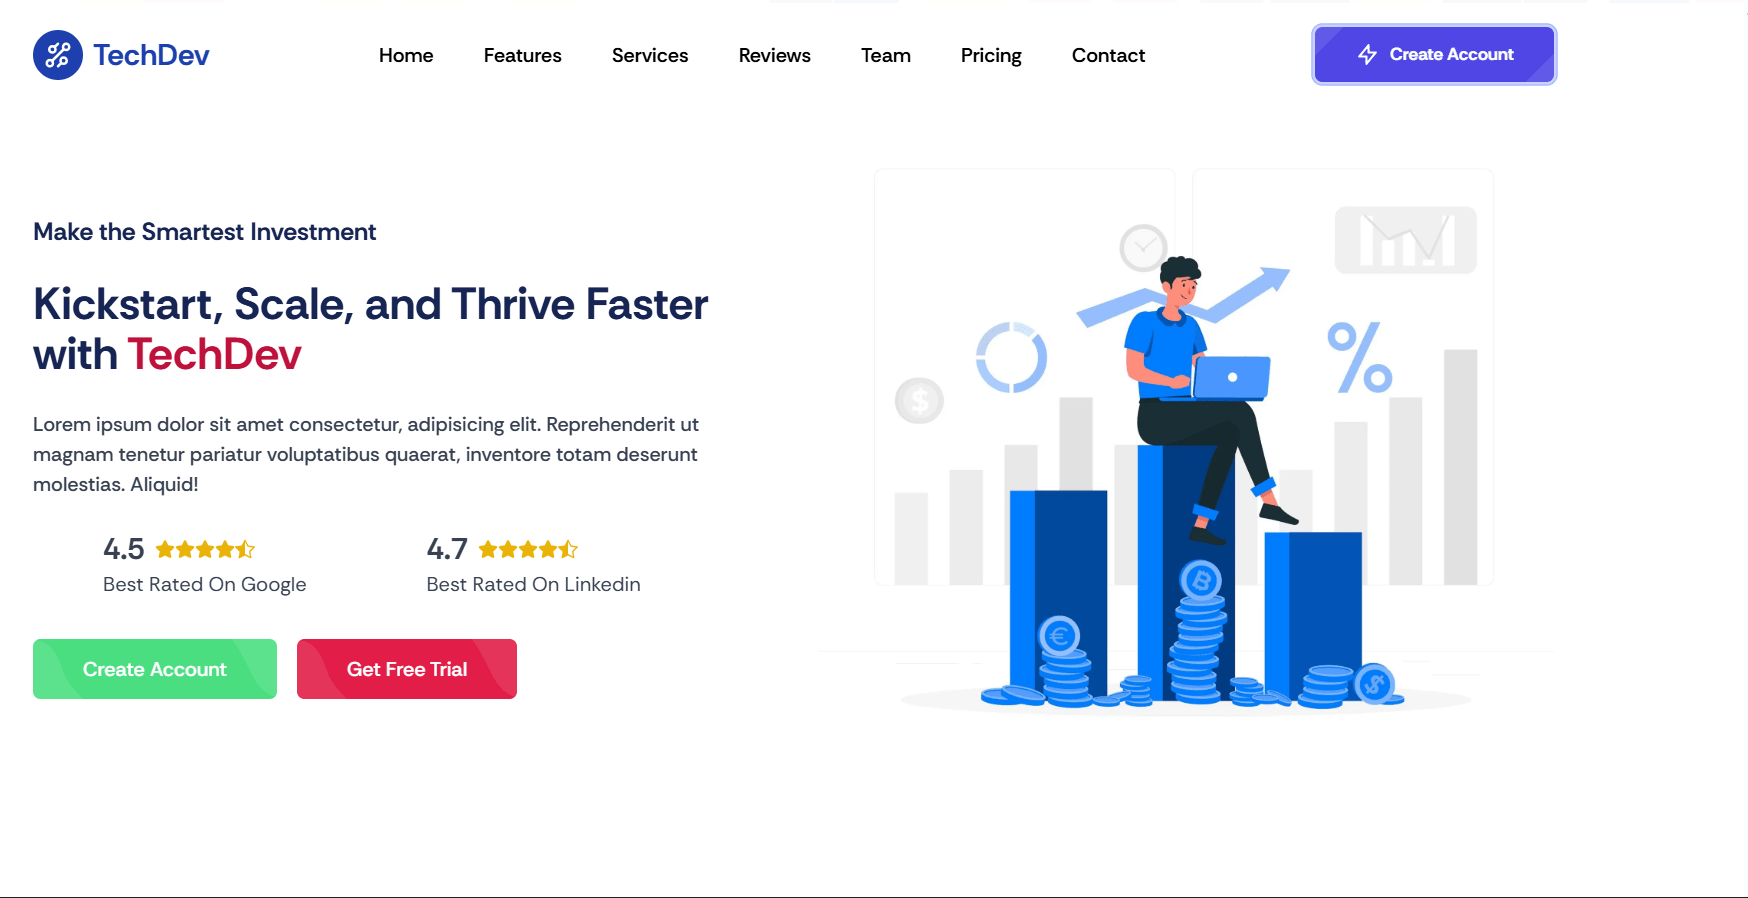 TechDev
Home
Features
Services
Reviews
Team
Pricing
Contact
Create Account
Make the Smartest Investment
Kickstart, Scale, and Thrive Faster
with TechDev
Lorem ipsum dolor sit amet consectetur, adipisicing elit. Reprehenderit ut
magnam tenetur pariatur voluptatibus quaerat, inventore totam deserunt
molestias. Aliquid!
4.5
Best Rated On Google
4.7
Best Rated On Linkedin
Create Account
Get Free Trial
$
%
₿
€
$